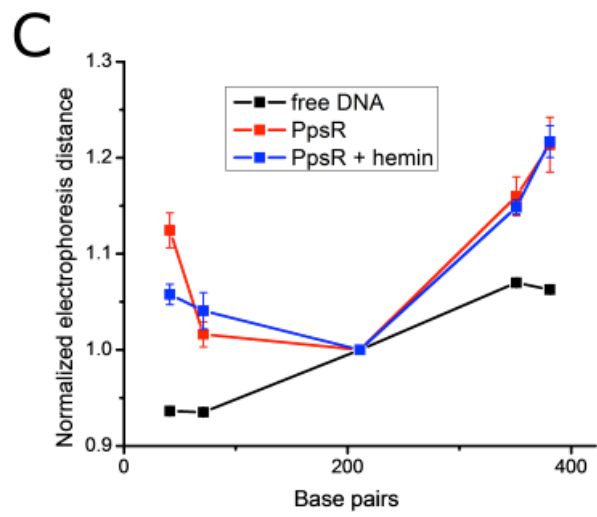 C
1.3
1.2
1.1
1.0
0.9
Normalized electrophoresis distance
free DNA
PpsR
PpsR + hemin
0
200
400
Base pairs